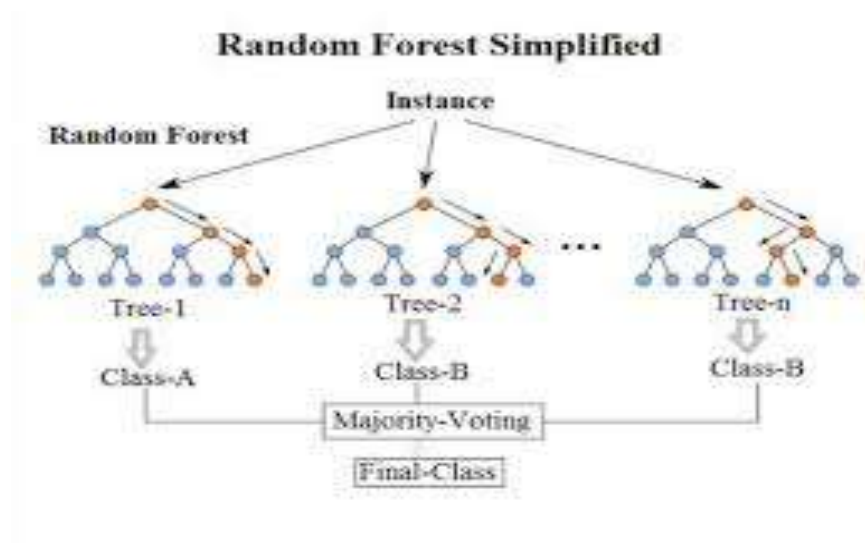 Random Forest Simplified
Instance
Random Forest
...
Tree-1 Tree-2 Tree-n
Class-A Class-B Class-B
Majority-Voting
Final-Class